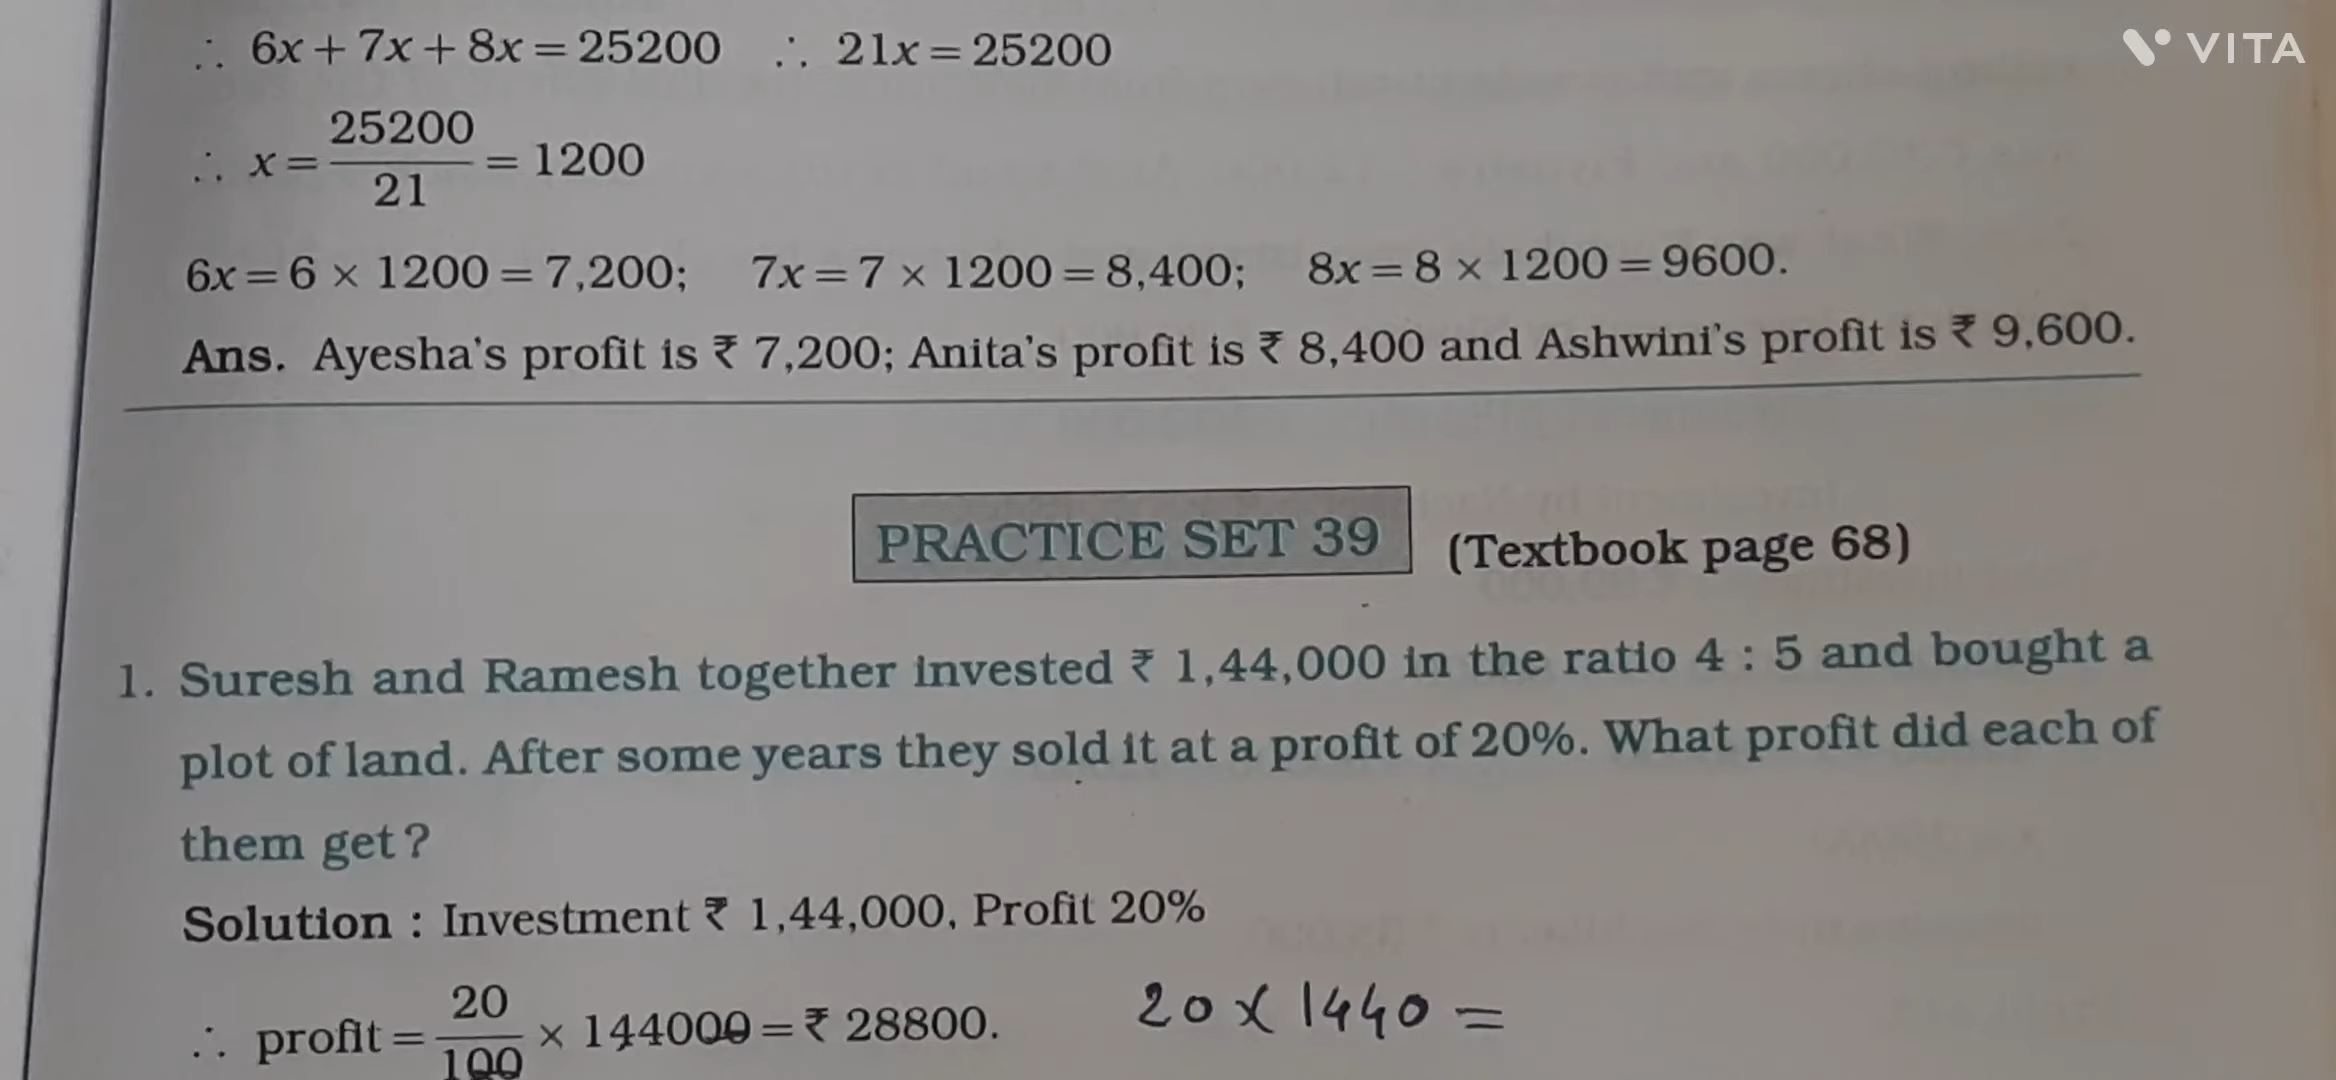 ∴ 6x + 7x + 8x = 25200 ∴ 21x = 25200
VITA
∴ x = 25200/21 = 1200
6x = 6 × 1200 = 7,200; 7x = 7 × 1200 = 8,400; 8x = 8 × 1200 = 9600.
Ans. Ayesha's profit is ₹ 7,200; Anita's profit is ₹ 8,400 and Ashwini's profit is ₹ 9,600.
PRACTICE SET 39 (Textbook page 68)
1. Suresh and Ramesh together invested ₹ 1,44,000 in the ratio 4 : 5 and bought a
plot of land. After some years they sold it at a profit of 20%. What profit did each of
them get?
Solution : Investment ₹ 1,44,000, Profit 20%
∴ profit = 20/100 × 144000 = ₹ 28800. 20 × 1440 =